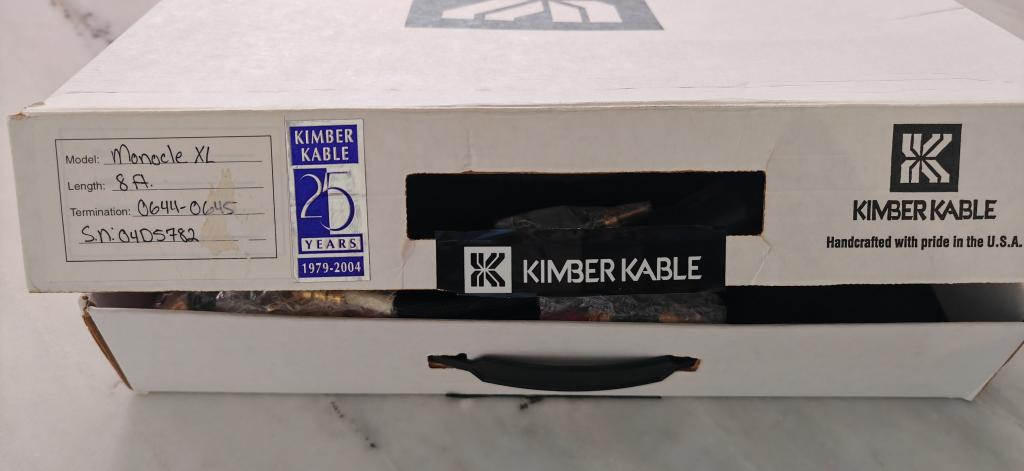 Model: Monocle XL
Length: 8 ft.
Termination: 0644-0645
S.n: 04D5782
KIMBER
KABLE
25
YEARS
1979-2004
KIMBER KABLE
KIMBER KABLE
Handcrafted with pride in the U.S.A.